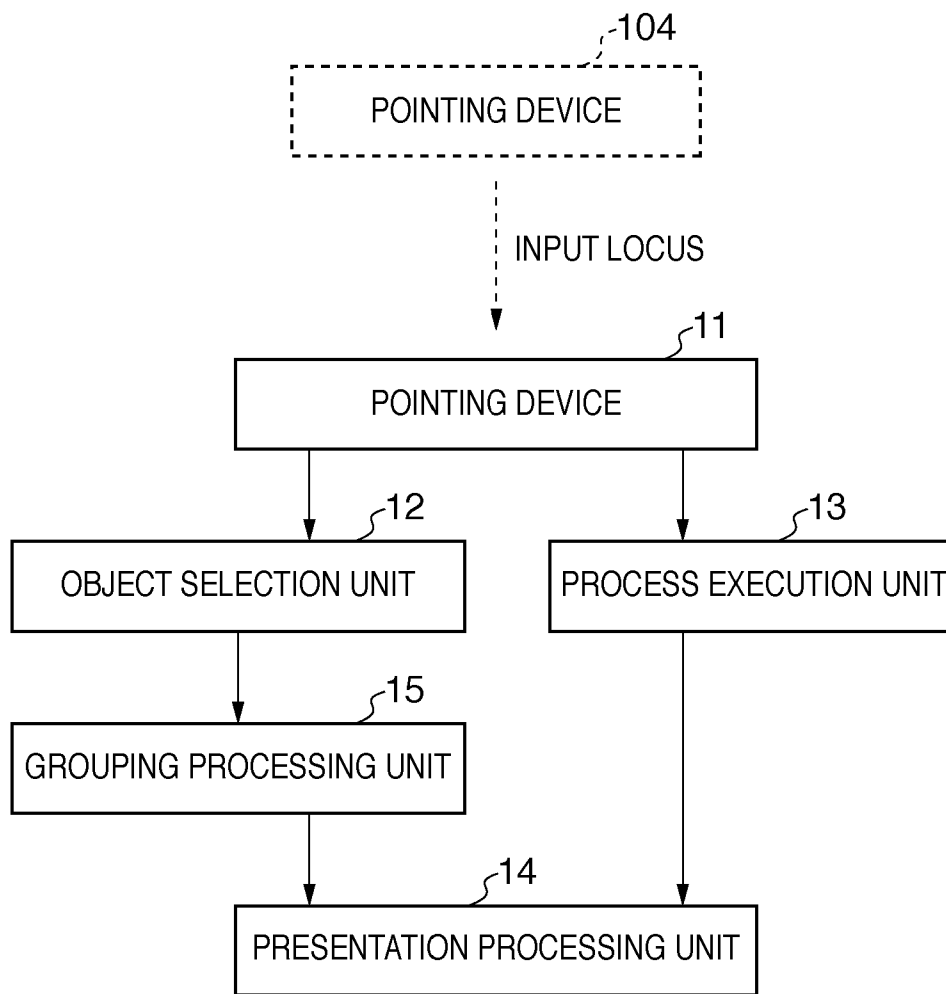 104
POINTING DEVICE
INPUT LOCUS
11
POINTING DEVICE
12
OBJECT SELECTION UNIT
13
PROCESS EXECUTION UNIT
15
GROUPING PROCESSING UNIT
14
PRESENTATION PROCESSING UNIT